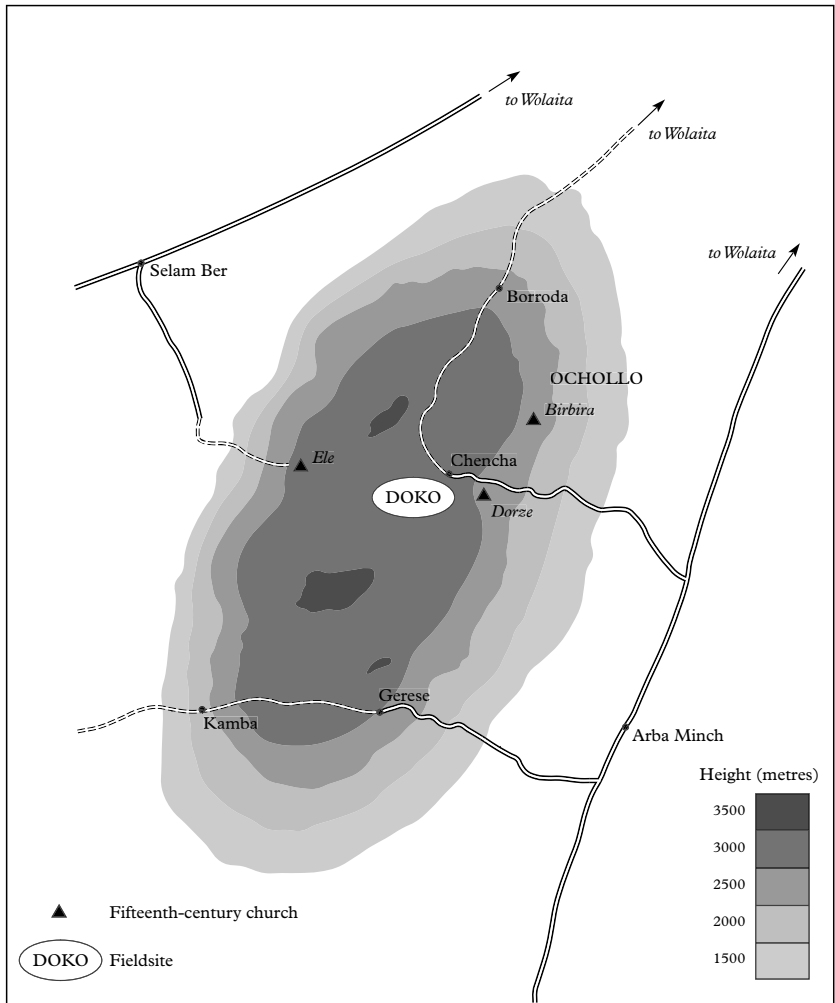 to Wolaita
to Wolaita
to Wolaita
Selam Ber
Borroda
OCHOLLO
Birbira
Ele
Chencha
DOKO
Dorze
Gerese
Kamba
Arba Minch
Height (metres)
3500
3000
2500
2000
1500
Fifteenth-century church
DOKO Fieldsite